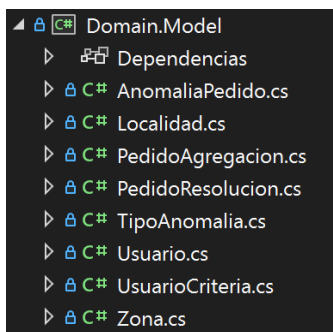 C# Domain.Model
Dependencias
C# AnomaliaPedido.cs
C# Localidad.cs
C# PedidoAgregacion.cs
C# PedidoResolucion.cs
C# TipoAnomalia.cs
C# Usuario.cs
C# UsuarioCriteria.cs
C# Zona.cs